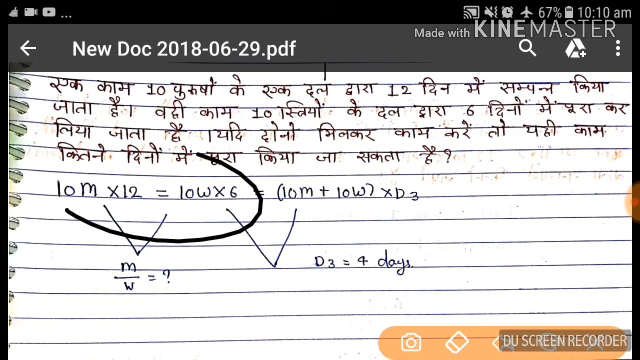 67% 10:10 am
Made with KINEMASTER
New Doc 2018-06-29.pdf
एक काम 10 पुरुषों के एक दल द्वारा 12 दिन में सम्पन्न किया
जाता है। वही काम 10 स्त्रियों के दल द्वारा 6 दिनों में पूरा कर
लिया जाता है। यदि दोनों मिलकर काम करें तो यही काम
कितने दिनों में पूरा किया जा सकता है?
10M × 12 = 10W × 6 = (10M + 10W) × D3
M/W = ?
D3 = 4 days.
DU SCREEN RECORDER